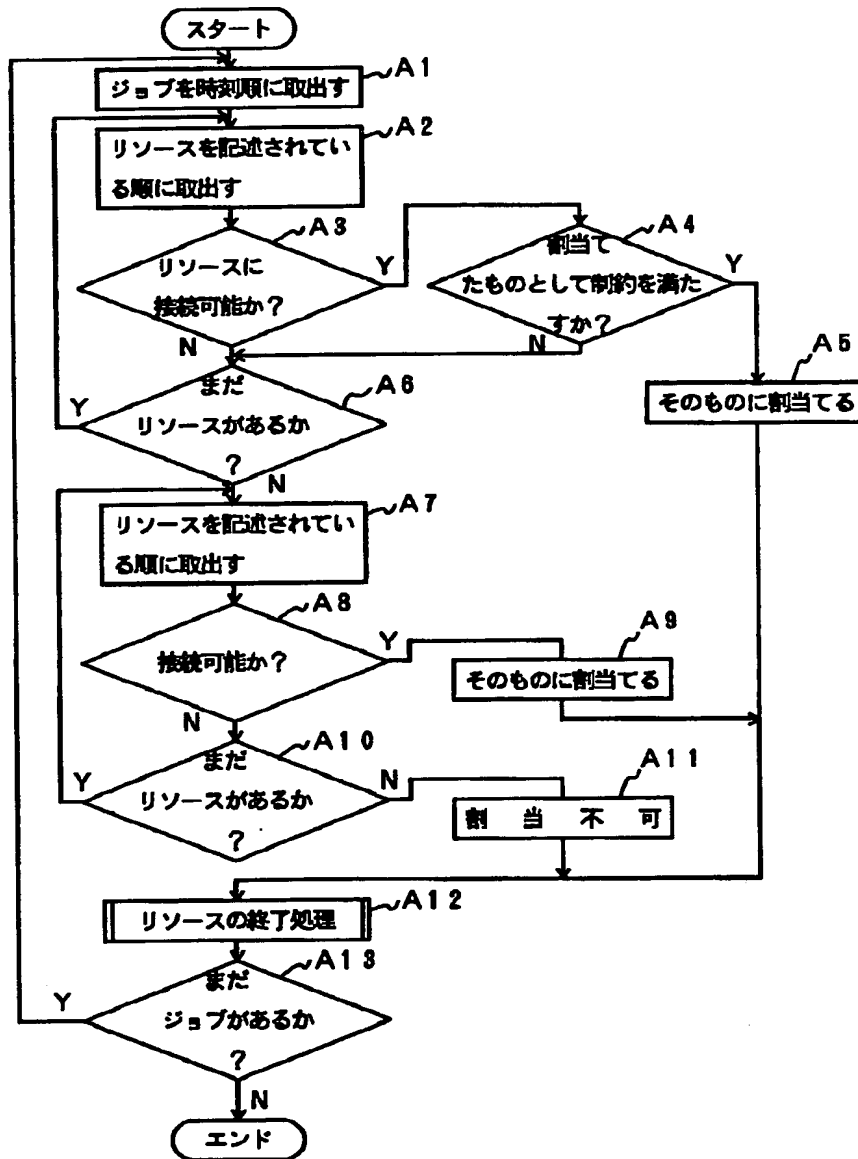 スタート
A1
ジョブを時刻順に取出す
A2
リソースを記述されてい
る順に取出す
A3
リソースに
接続可能か？
Y
N
A4
割当て
たものとして制約を満た
すか？
Y
N
A5
そのものに割当てる
A6
まだ
リソースがあるか
？
Y
N
A7
リソースを記述されてい
る順に取出す
A8
接続可能か？
Y
N
A9
そのものに割当てる
A10
まだ
リソースがあるか
？
Y
N
A11
割当不可
A12
リソースの終了処理
A13
まだ
ジョブがあるか
？
Y
N
エンド